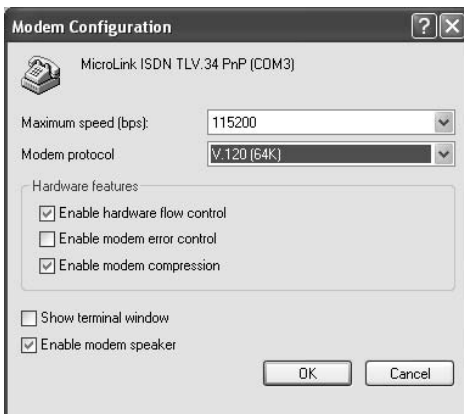 Modem Configuration
MicroLink ISDN TLV.34 PnP (COM3)
Maximum speed (bps): 115200
Modem protocol V.120 (64K)
Hardware features
Enable hardware flow control
Enable modem error control
Enable modem compression
Show terminal window
Enable modem speaker
OK Cancel